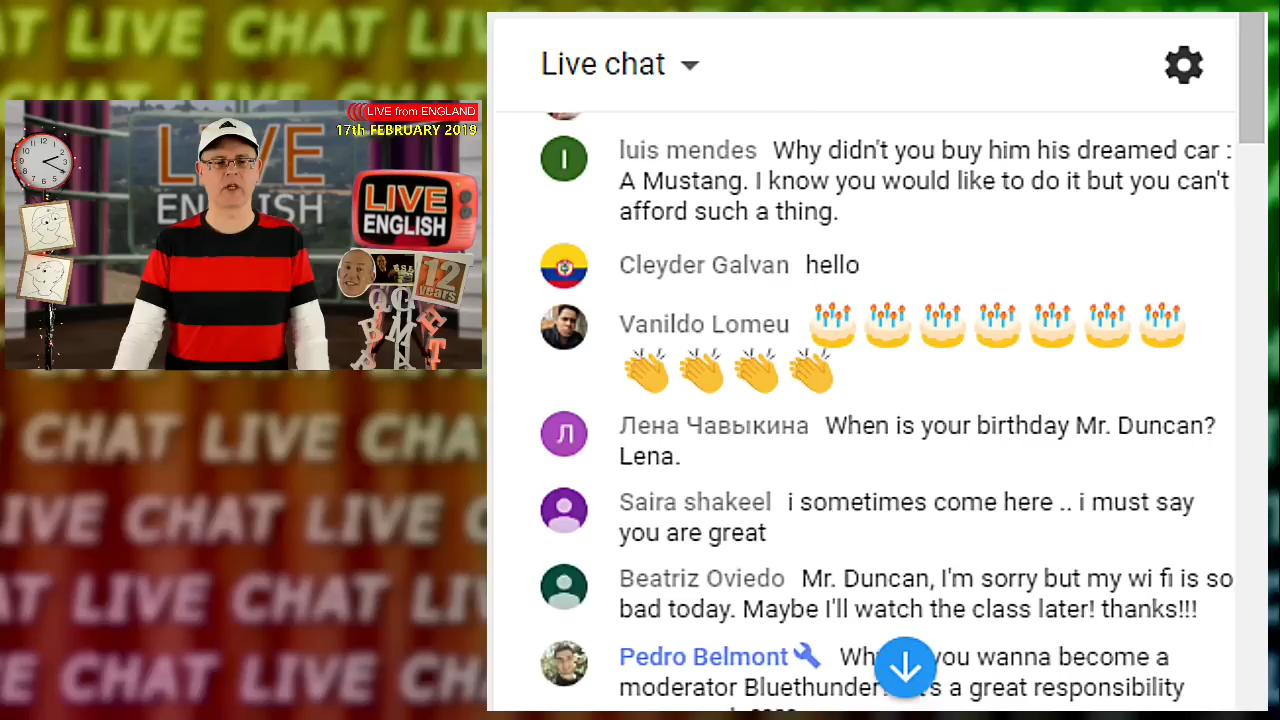 LIVE CHAT LIVE CHAT
LIVE from ENGLAND
17th FEBRUARY 2019
LIVE
ENGLISH
LIVE
ENGLISH
12
years
Live chat
luis mendes Why didn't you buy him his dreamed car :
A Mustang. I know you would like to do it but you can't
afford such a thing.
Cleyder Galvan hello
Vanildo Lomeu 🎂🎂🎂🎂🎂🎂🎂
👏👏👏👏
Лена Чавыкина When is your birthday Mr. Duncan?
Lena.
Saira shakeel i sometimes come here .. i must say
you are great
Beatriz Oviedo Mr. Duncan, I'm sorry but my wi fi is so
bad today. Maybe I'll watch the class later! thanks!!!
Pedro Belmont you wanna become a
moderator Bluethunder a great responsibility